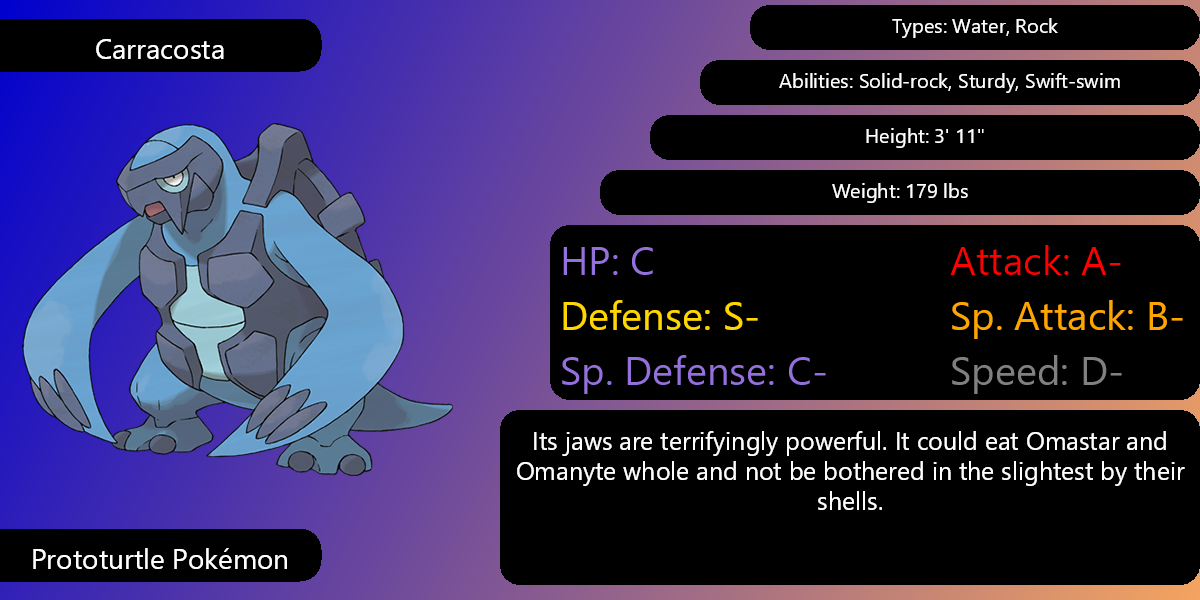 Carracosta
Types: Water, Rock
Abilities: Solid-rock, Sturdy, Swift-swim
Height: 3' 11"
Weight: 179 lbs
HP: C
Attack: A-
Defense: S-
Sp. Attack: B-
Sp. Defense: C-
Speed: D-
Its jaws are terrifyingly powerful. It could eat Omastar and
Omanyte whole and not be bothered in the slightest by their
shells.
Prototurtle Pokémon